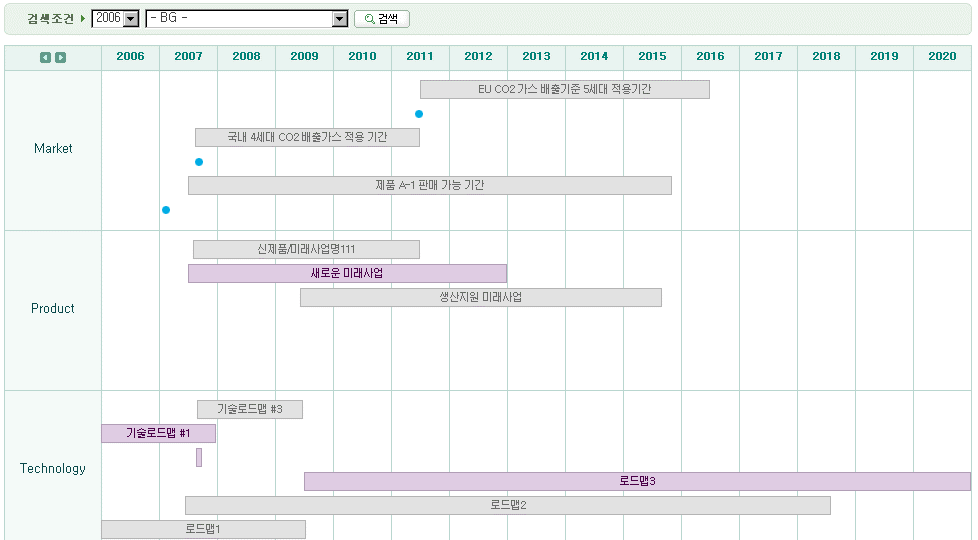 검색조건 2006 - BG - 검색
2006 2007 2008 2009 2010 2011 2012 2013 2014 2015 2016 2017 2018 2019 2020
Market
EU CO2 가스 배출기준 5세대 적용기간
국내 4세대 CO2 배출가스 적용 기간
제품 A-1 판매 가능 기간
Product
신제품/미래사업명111
새로운 미래사업
생산지원 미래사업
Technology
기술로드맵 #3
기술로드맵 #1
로드맵3
로드맵2
로드맵1